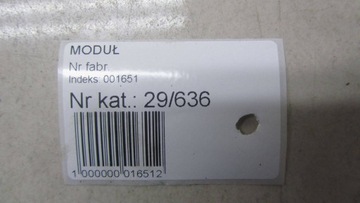 MODUŁ
Nr fabr.
Indeks: 001651
Nr kat.: 29/636
1 000000 016512